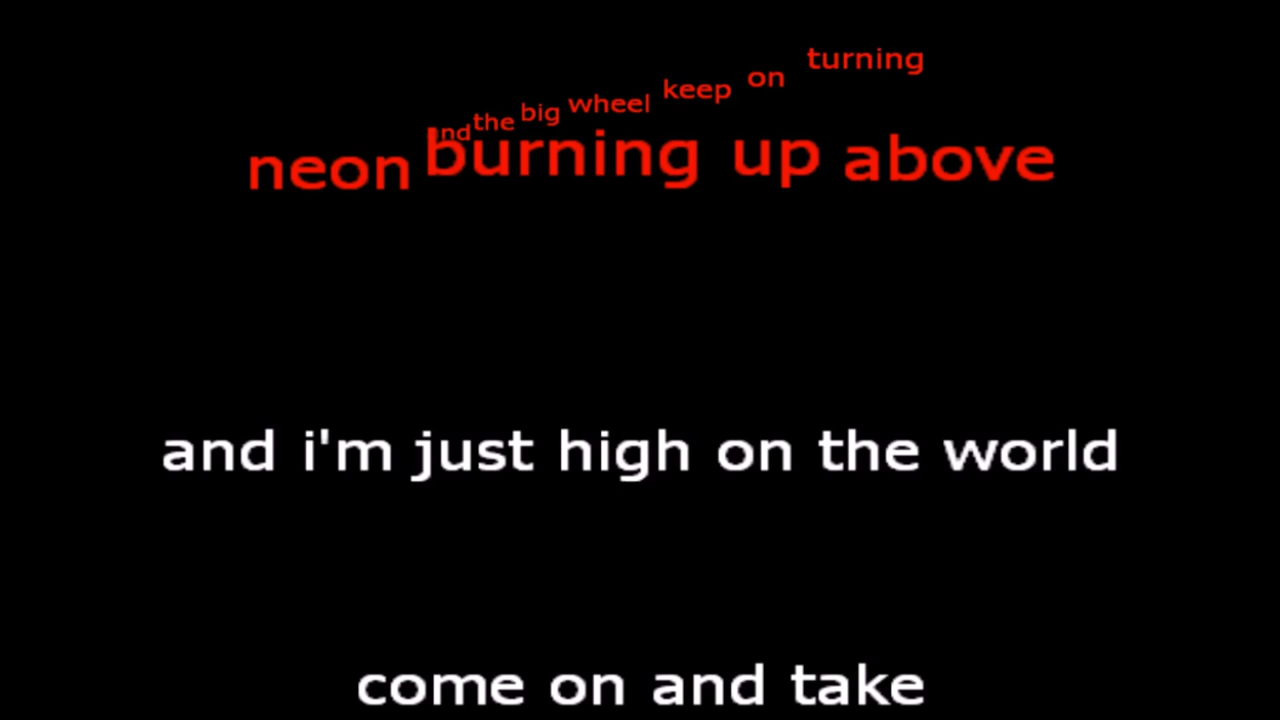 and the big wheel keep on turning
neon burning up above
and i'm just high on the world
come on and take